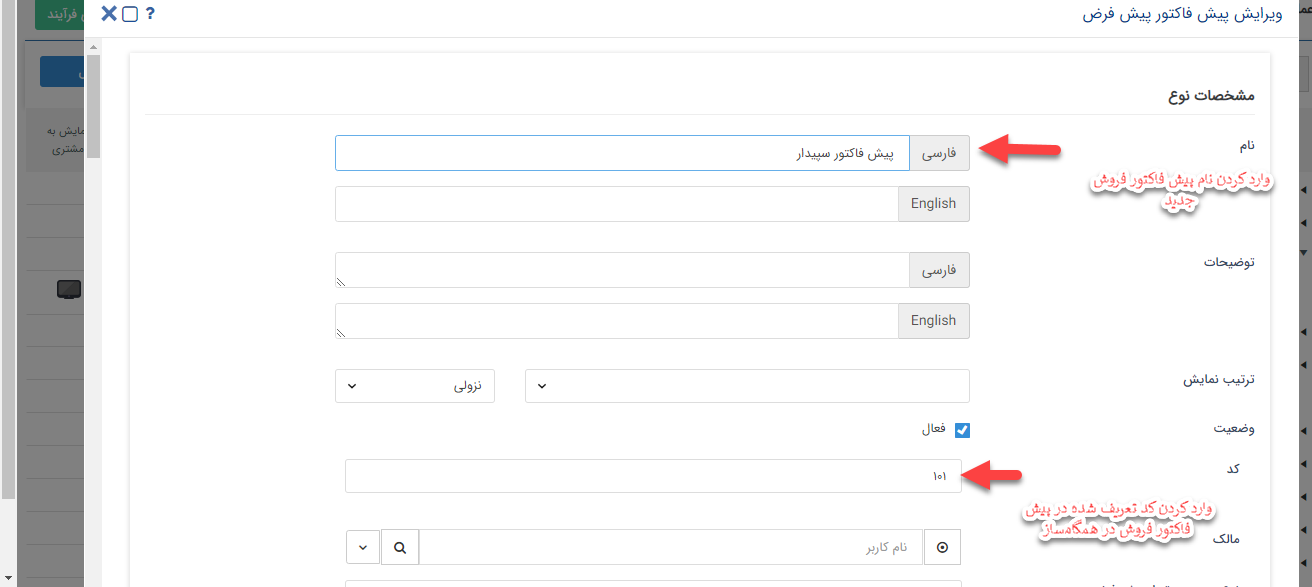 ویرایش پیش فاکتور پیش فرض
?
مشخصات نوع
نام
فارسی
پیش فاکتور سپیدار
وارد کردن نام پیش فاکتور فروش
جدید
English
توضیحات
فارسی
English
ترتیب نمایش
نزولی
وضعیت
فعال
کد
۱۰۱
وارد کردن کد تعریف شده در پیش
فاکتور فروش در همگام‌ساز
مالک
نام کاربر
فرآیند
مایش به
مشتری